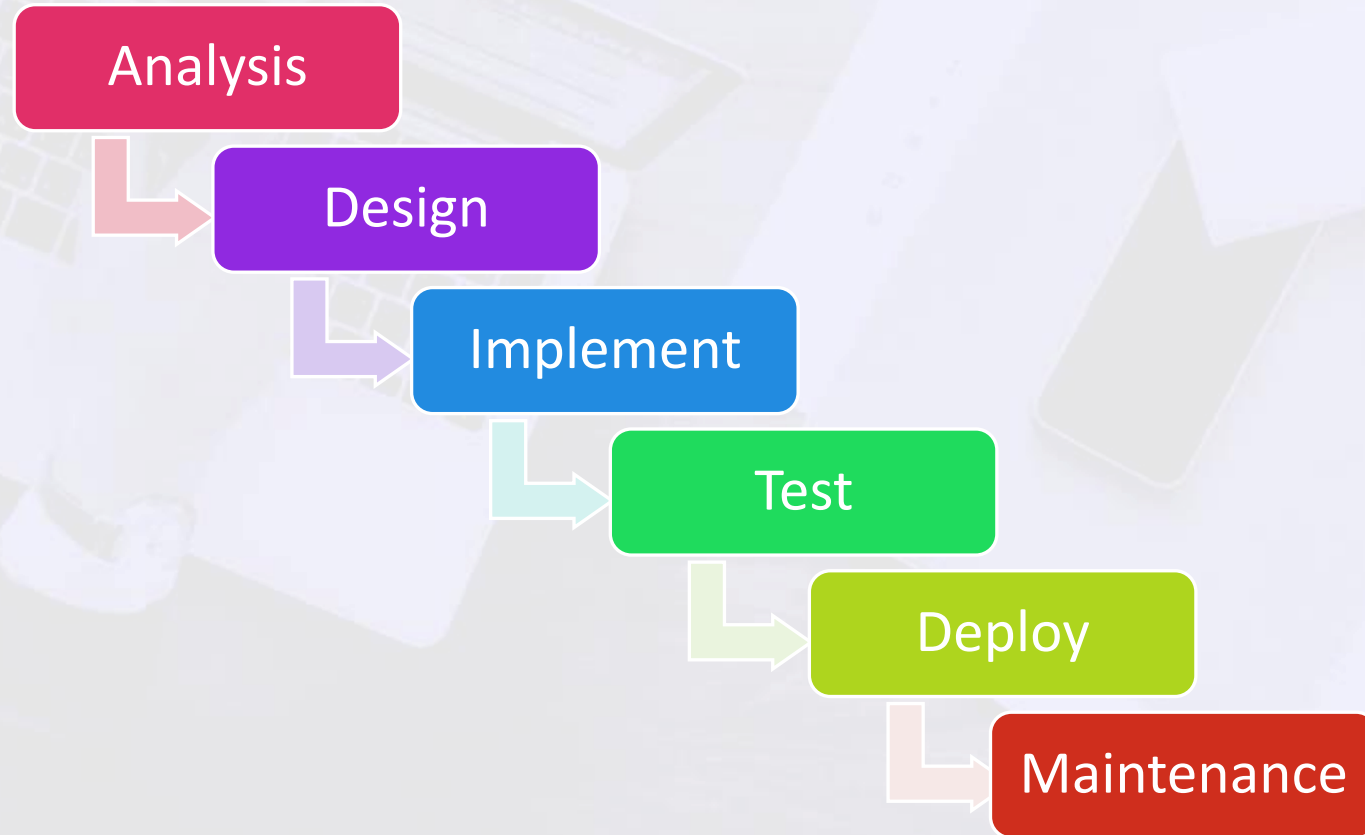 Analysis
Design
Implement
Test
Deploy
Maintenance